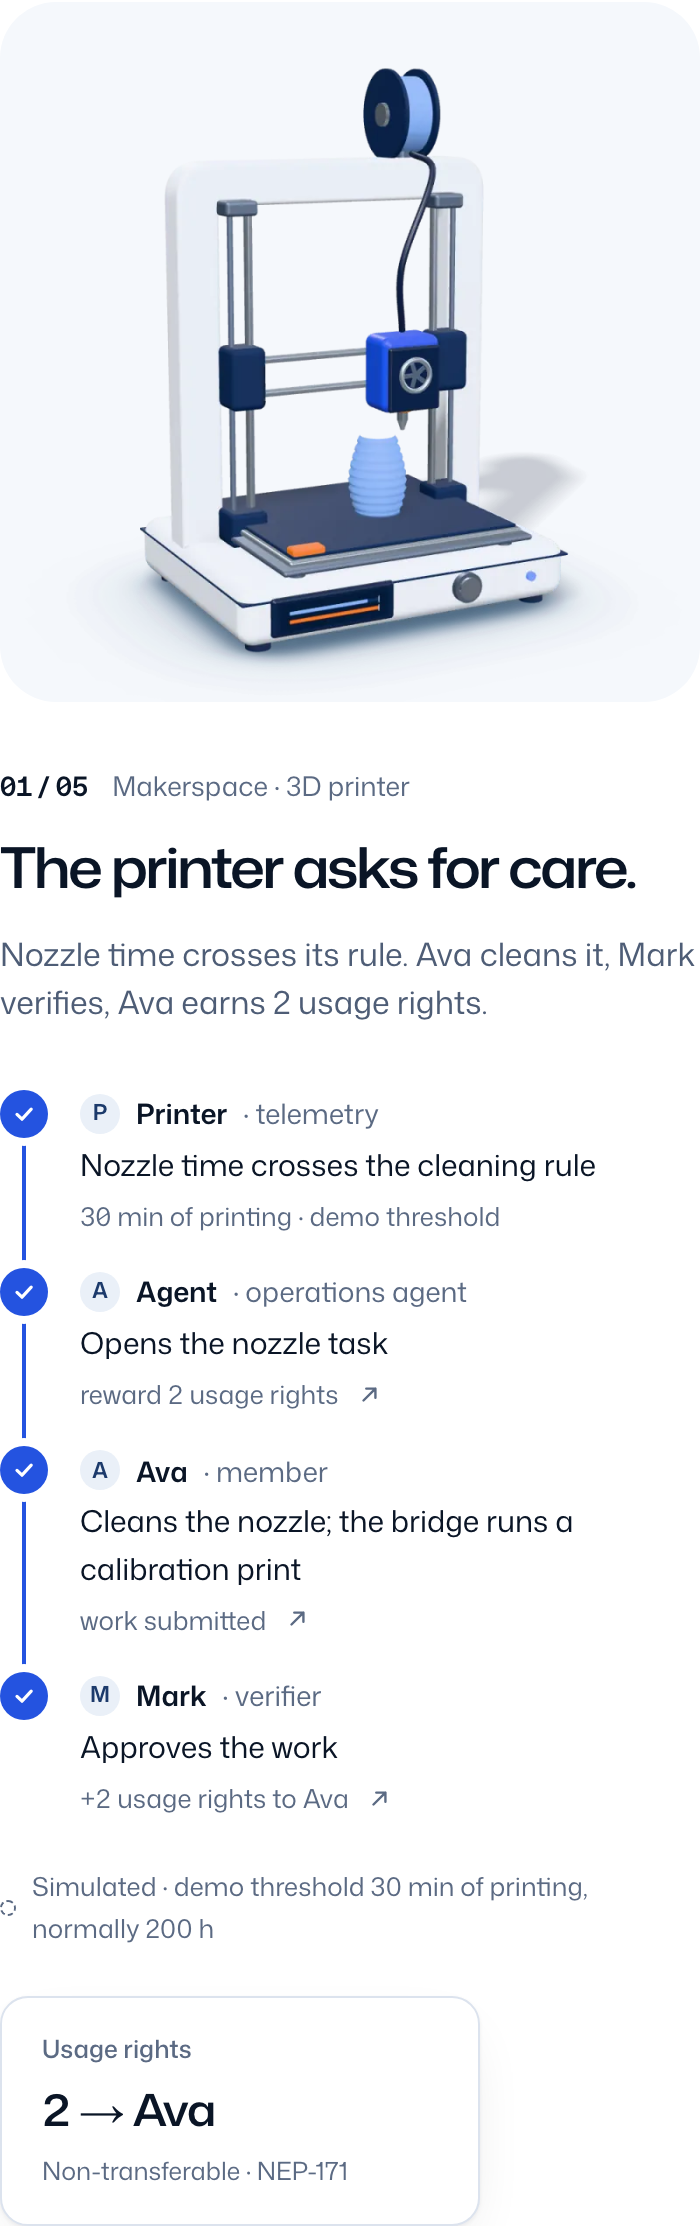 01 / 05 Makerspace · 3D printer
The printer asks for care.
Nozzle time crosses its rule. Ava cleans it, Mark
verifies, Ava earns 2 usage rights.
P Printer · telemetry
Nozzle time crosses the cleaning rule
30 min of printing · demo threshold
A Agent · operations agent
Opens the nozzle task
reward 2 usage rights ↗
A Ava · member
Cleans the nozzle; the bridge runs a
calibration print
work submitted ↗
M Mark · verifier
Approves the work
+2 usage rights to Ava ↗
Simulated · demo threshold 30 min of printing,
normally 200 h
Usage rights
2 → Ava
Non-transferable · NEP-171